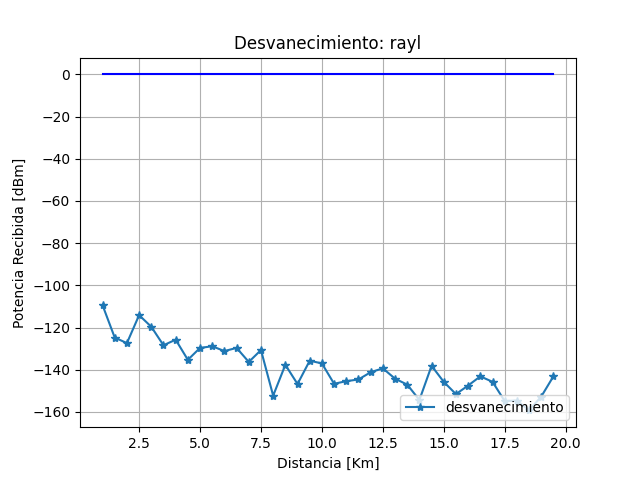 Desvanecimiento: rayl
0
−20
−40
−60
−80
−100
−120
−140
−160
Potencia Recibida [dBm]
desvanecimiento
2.5 5.0 7.5 10.0 12.5 15.0 17.5 20.0
Distancia [Km]